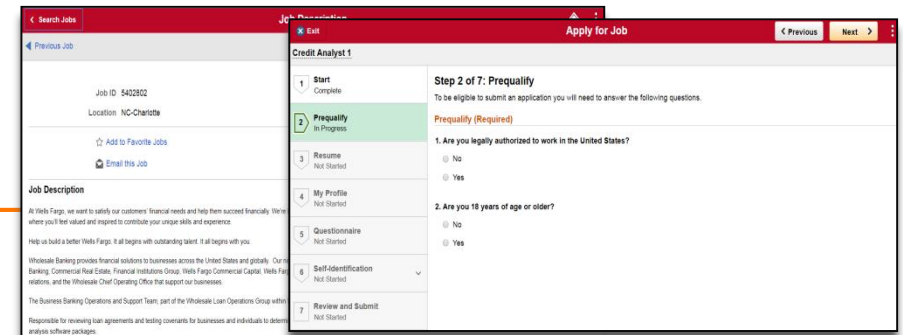 Search Jobs
Job Description
Previous Job
Job ID 5402802
Location NC-Charlotte
Add to Favorite Jobs
Email this Job
Job Description
At Wells Fargo, we want to satisfy our customers' financial needs and help them succeed financially. We're
where you'll feel valued and inspired to contribute your unique skills and experience.
Help us build a better Wells Fargo. It all begins with outstanding talent. It all begins with you.
Wholesale Banking provides financial solutions to businesses across the United States and globally. Our
Banking, Commercial Real Estate, Financial Institutions Group, Wells Fargo Commercial Capital, Wells
relations, and the Wholesale Chief Operating Office that support our businesses.
The Business Banking Operations and Support Team, part of the Wholesale Loan Operations Group within
Responsible for reviewing loan agreements and testing covenants for businesses and individuals to
analysis software packages.
Exit
Apply for Job
Previous
Next
Credit Analyst 1
1 Start
Complete
2 Prequalify
In Progress
3 Resume
Not Started
4 My Profile
Not Started
5 Questionnaire
Not Started
6 Self-Identification
Not Started
7 Review and Submit
Not Started
Step 2 of 7: Prequalify
To be eligible to submit an application you will need to answer the following questions.
Prequalify (Required)
1. Are you legally authorized to work in the United States?
No
Yes
2. Are you 18 years of age or older?
No
Yes